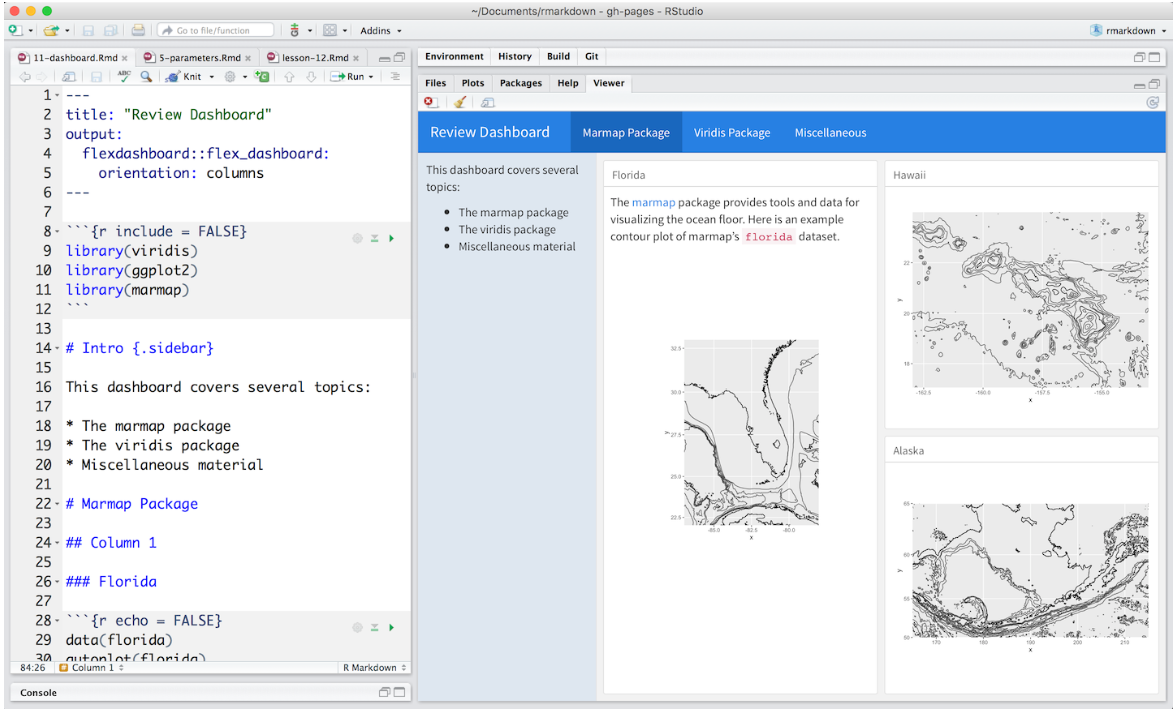 ~/Documents/rmarkdown - gh-pages - RStudio
Go to file/function
Addins
rmarkdown
11-dashboard.Rmd
5-parameters.Rmd
lesson-12.Rmd
ABC
Knit
Run
1 ---
2 title: "Review Dashboard"
3 output:
4 flexdashboard::flex_dashboard:
5 orientation: columns
6 ---
7
8 ```{r include = FALSE}
9 library(viridis)
10 library(ggplot2)
11 library(marmap)
12 ```
13
14 # Intro {.sidebar}
15
16 This dashboard covers several topics:
17
18 * The marmap package
19 * The viridis package
20 * Miscellaneous material
21
22 # Marmap Package
23
24 ## Column 1
25
26 ### Florida
27
28 ```{r echo = FALSE}
29 data(florida)
30 autoplot(florida)
84:26 # Column 1
R Markdown
Console
Environment History Build Git
Files Plots Packages Help Viewer
Review Dashboard
Marmap Package
Viridis Package
Miscellaneous
This dashboard covers several
topics:
The marmap package
The viridis package
Miscellaneous material
Florida
The marmap package provides tools and data for
visualizing the ocean floor. Here is an example
contour plot of marmap's florida dataset.
32.5
30.0
27.5
25.0
22.5
y
-85.0 -82.5 -80.0
x
Hawaii
y
-162.5 -160.0 -157.5 -155.0
x
Alaska
65
60
55
50
y
170 180 190 200 210
x